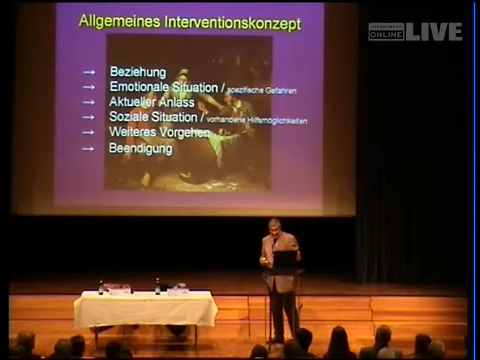 Allgemeines Interventionskonzept
→ Beziehung
→ Emotionale Situation / spezifische Gefahren
→ Aktueller Anlass
→ Soziale Situation / vorhandene Hilfsmöglichkeiten
→ Weiteres Vorgehen
→ Beendigung
ONLINE LIVE